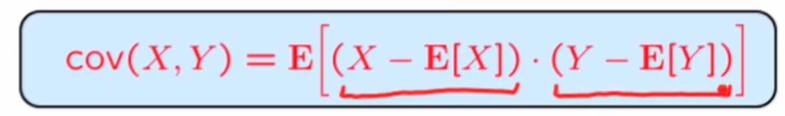 cov(X, Y) = E[(X − E[X]) · (Y − E[Y])]